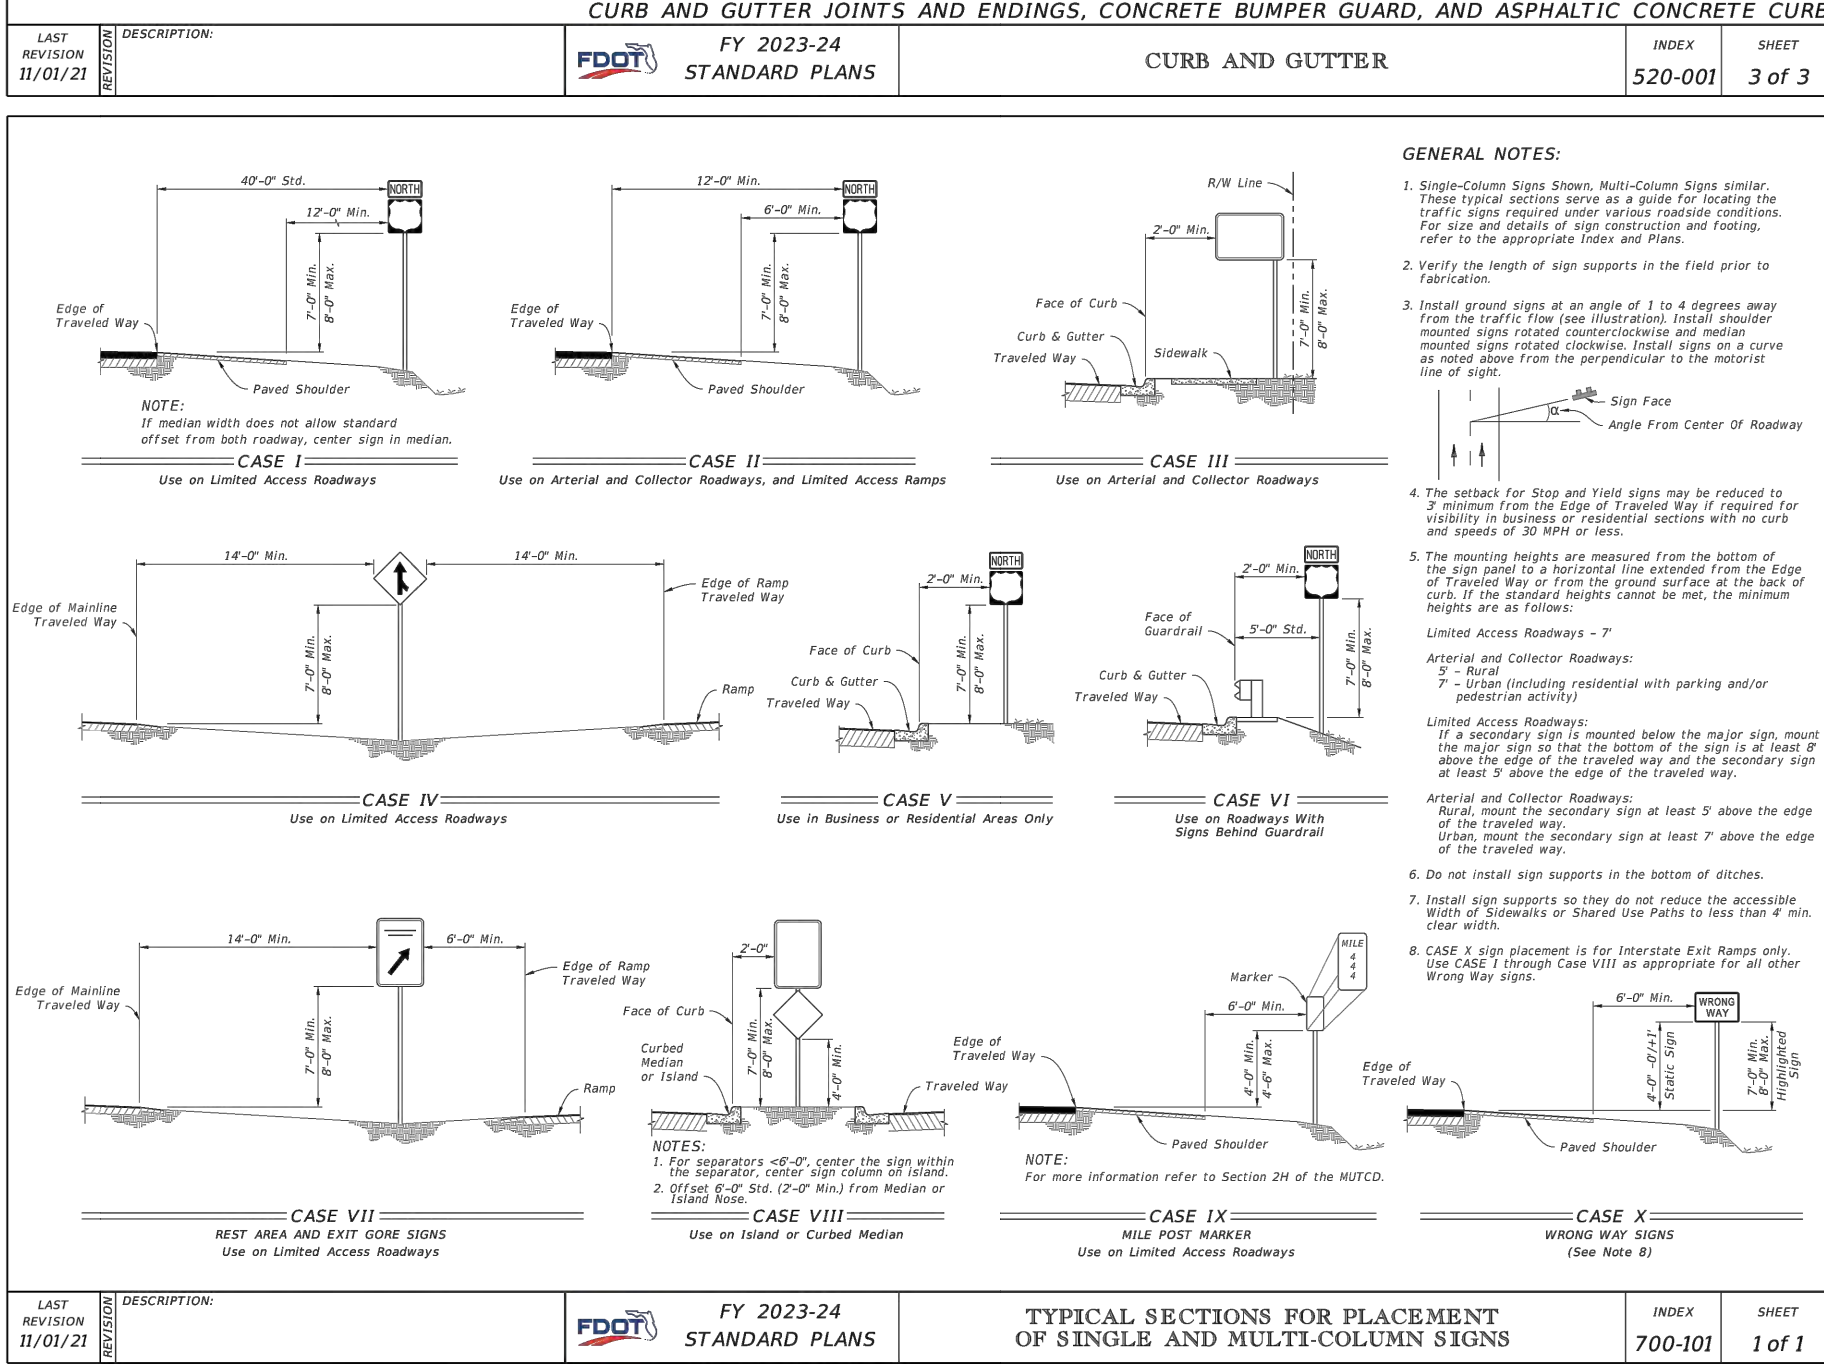 CURB AND GUTTER JOINTS AND ENDINGS, CONCRETE BUMPER GUARD, AND ASPHALTIC CONCRETE CURB
LAST
REVISION
11/01/21
REVISION
DESCRIPTION:
FDOT
FY 2023-24
STANDARD PLANS
CURB AND GUTTER
INDEX
520-001
SHEET
3 of 3
40'-0" Std.
12'-0" Min.
NORTH
7'-0" Min.
8'-0" Max.
Edge of
Traveled Way
Paved Shoulder
NOTE:
If median width does not allow standard
offset from both roadway, center sign in median.
CASE I
Use on Limited Access Roadways
12'-0" Min.
6'-0" Min.
NORTH
7'-0" Min.
8'-0" Max.
Edge of
Traveled Way
Paved Shoulder
CASE II
Use on Arterial and Collector Roadways, and Limited Access Ramps
R/W Line
2'-0" Min.
7'-0" Min.
8'-0" Max.
Face of Curb
Curb & Gutter
Traveled Way
Sidewalk
CASE III
Use on Arterial and Collector Roadways
14'-0" Min.
14'-0" Min.
Edge of Mainline
Traveled Way
Edge of Ramp
Traveled Way
7'-0" Min.
8'-0" Max.
Ramp
CASE IV
Use on Limited Access Roadways
NORTH
2'-0" Min.
Face of Curb
Curb & Gutter
Traveled Way
7'-0" Min.
8'-0" Max.
CASE V
Use in Business or Residential Areas Only
NORTH
2'-0" Min.
Face of
Guardrail
5'-0" Std.
Curb & Gutter
Traveled Way
7'-0" Min.
8'-0" Max.
CASE VI
Use on Roadways With
Signs Behind Guardrail
14'-0" Min.
6'-0" Min.
Edge of Mainline
Traveled Way
Edge of Ramp
Traveled Way
7'-0" Min.
8'-0" Max.
Ramp
CASE VII
REST AREA AND EXIT GORE SIGNS
Use on Limited Access Roadways
2'-0"
Face of Curb
Curbed
Median
or Island
7'-0" Min.
8'-0" Max.
4'-0" Min.
Traveled Way
NOTES:
1. For separators <6'-0", center the sign within
the separator, center sign column on island.
2. Offset 6'-0" Std. (2'-0" Min.) from Median or
Island Nose.
CASE VIII
Use on Island or Curbed Median
MILE
4
4
4
Marker
6'-0" Min.
Edge of
Traveled Way
4'-0" Min.
4'-6" Max.
Paved Shoulder
NOTE:
For more information refer to Section 2H of the MUTCD.
CASE IX
MILE POST MARKER
Use on Limited Access Roadways
GENERAL NOTES:
1. Single-Column Signs Shown, Multi-Column Signs similar.
These typical sections serve as a guide for locating the
traffic signs required under various roadside conditions.
For size and details of sign construction and footing,
refer to the appropriate Index and Plans.
2. Verify the length of sign supports in the field prior to
fabrication.
3. Install ground signs at an angle of 1 to 4 degrees away
from the traffic flow (see illustration). Install shoulder
mounted signs rotated counterclockwise and median
mounted signs rotated clockwise. Install signs on a curve
as noted above from the perpendicular to the motorist
line of sight.
Sign Face
α
Angle From Center Of Roadway
4. The setback for Stop and Yield signs may be reduced to
3' minimum from the Edge of Traveled Way if required for
visibility in business or residential sections with no curb
and speeds of 30 MPH or less.
5. The mounting heights are measured from the bottom of
the sign panel to a horizontal line extended from the Edge
of Traveled Way or from the ground surface at the back of
curb. If the standard heights cannot be met, the minimum
heights are as follows:
Limited Access Roadways - 7'
Arterial and Collector Roadways:
5' - Rural
7' - Urban (including residential with parking and/or
pedestrian activity)
Limited Access Roadways:
If a secondary sign is mounted below the major sign, mount
the major sign so that the bottom of the sign is at least 8'
above the edge of the traveled way and the secondary sign
at least 5' above the edge of the traveled way.
Arterial and Collector Roadways:
Rural, mount the secondary sign at least 5' above the edge
of the traveled way.
Urban, mount the secondary sign at least 7' above the edge
of the traveled way.
6. Do not install sign supports in the bottom of ditches.
7. Install sign supports so they do not reduce the accessible
Width of Sidewalks or Shared Use Paths to less than 4' min.
clear width.
8. CASE X sign placement is for Interstate Exit Ramps only.
Use CASE I through Case VIII as appropriate for all other
Wrong Way signs.
6'-0" Min.
WRONG
WAY
Edge of
Traveled Way
4'-0" -0'/+1'
Static Sign
7'-0" Min.
8'-0" Max.
Highlighted
Sign
Paved Shoulder
CASE X
WRONG WAY SIGNS
(See Note 8)
LAST
REVISION
11/01/21
REVISION
DESCRIPTION:
FDOT
FY 2023-24
STANDARD PLANS
TYPICAL SECTIONS FOR PLACEMENT
OF SINGLE AND MULTI-COLUMN SIGNS
INDEX
700-101
SHEET
1 of 1